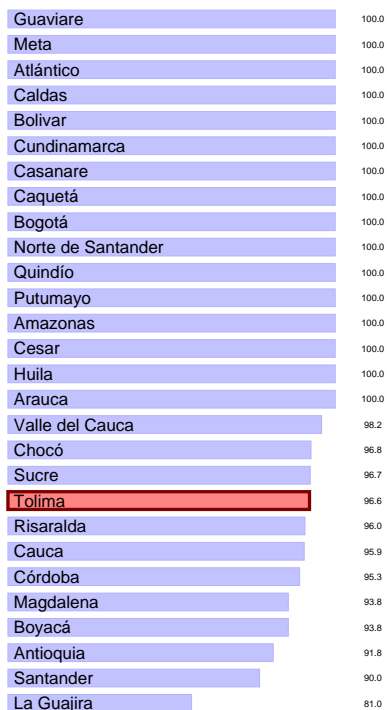 Guaviare 100.0
Meta 100.0
Atlántico 100.0
Caldas 100.0
Bolivar 100.0
Cundinamarca 100.0
Casanare 100.0
Caquetá 100.0
Bogotá 100.0
Norte de Santander 100.0
Quindío 100.0
Putumayo 100.0
Amazonas 100.0
Cesar 100.0
Huila 100.0
Arauca 100.0
Valle del Cauca 98.2
Chocó 96.8
Sucre 96.7
Tolima 96.6
Risaralda 96.0
Cauca 95.9
Córdoba 95.3
Magdalena 93.8
Boyacá 93.8
Antioquia 91.8
Santander 90.0
La Guajira 81.0